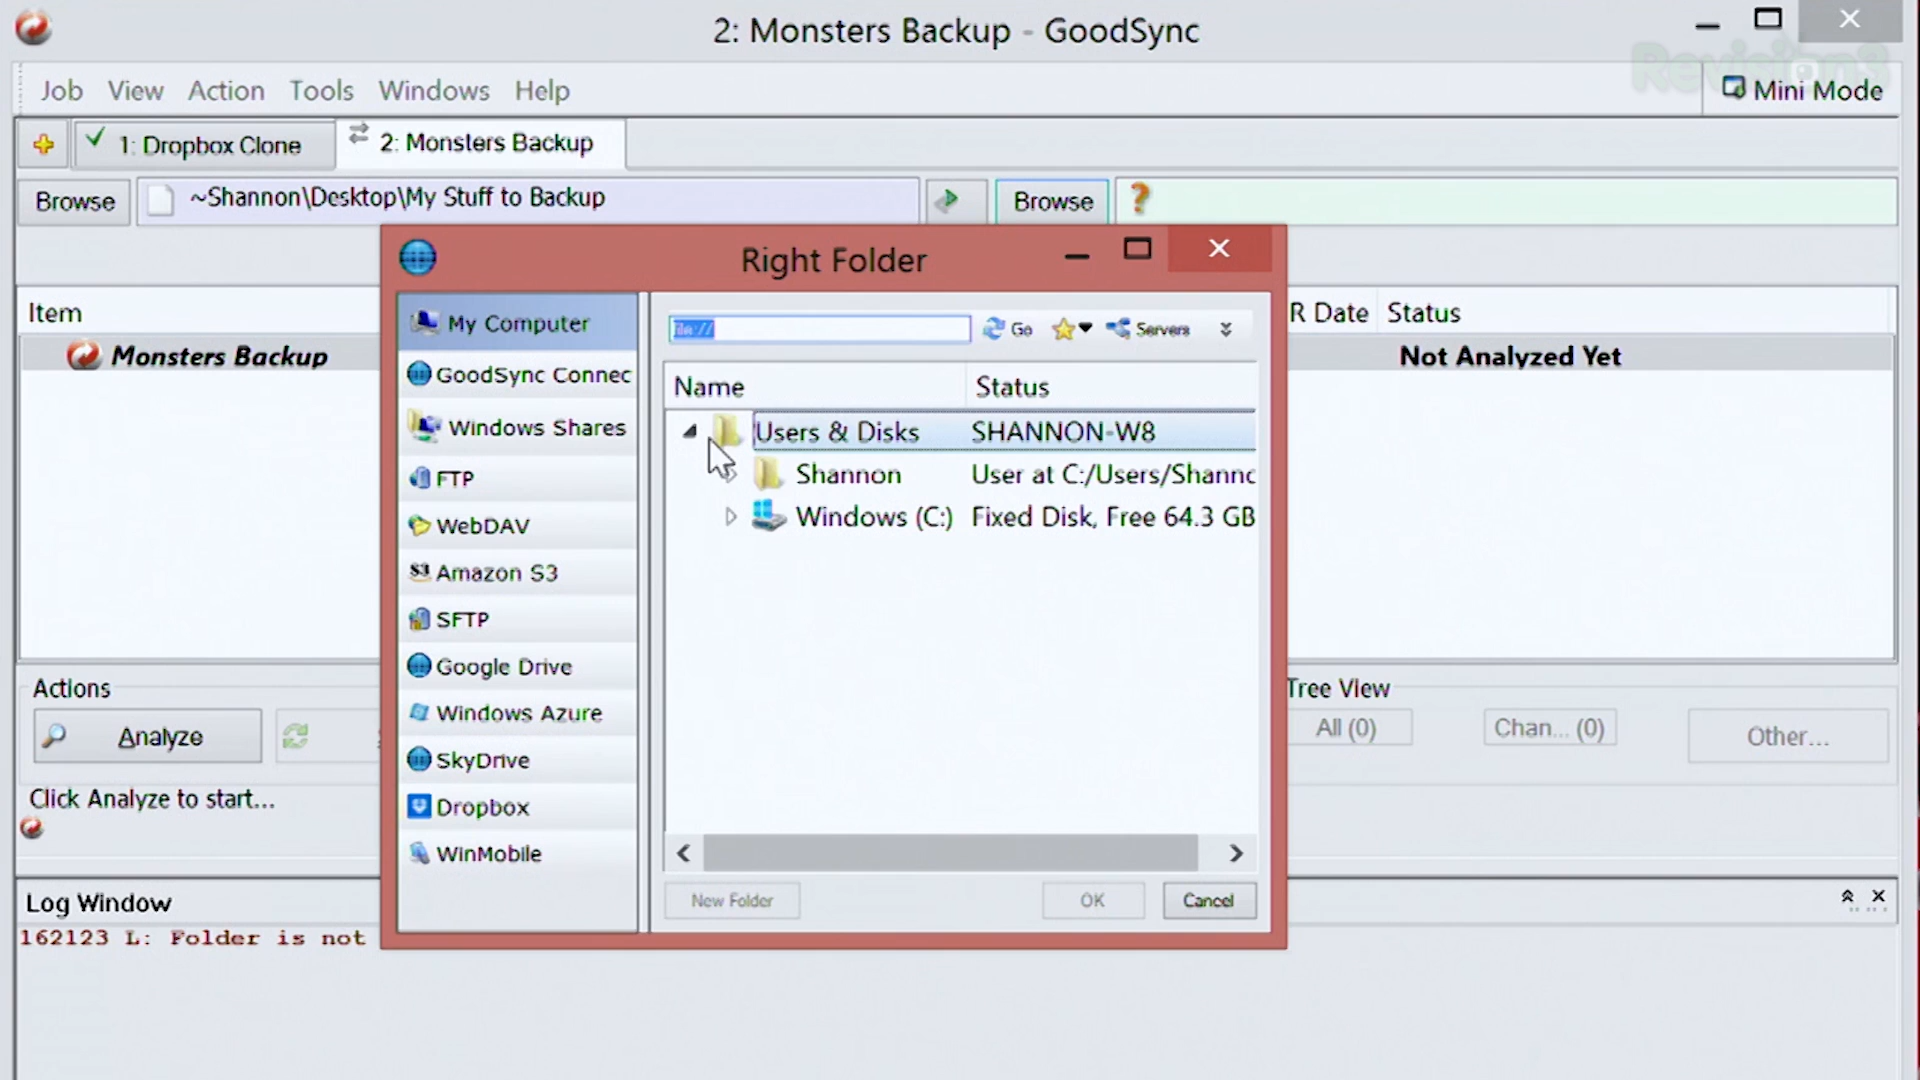 2: Monsters Backup - GoodSync
Revision3
Job View Action Tools Windows Help
Mini Mode
1: Dropbox Clone
2: Monsters Backup
Browse
~Shannon\Desktop\My Stuff to Backup
Browse
?
Right Folder
Item
Monsters Backup
My Computer
GoodSync Connec
Windows Shares
FTP
WebDAV
S3 Amazon S3
SFTP
Google Drive
Windows Azure
SkyDrive
Dropbox
WinMobile
file://
Go
Servers
Name Status
Users & Disks SHANNON-W8
Shannon User at C:/Users/Shannc
Windows (C:) Fixed Disk, Free 64.3 GB
New Folder OK Cancel
R Date Status
Not Analyzed Yet
Actions
Analyze
Click Analyze to start...
Tree View
All (0) Chan... (0) Other...
Log Window
162123 L: Folder is not